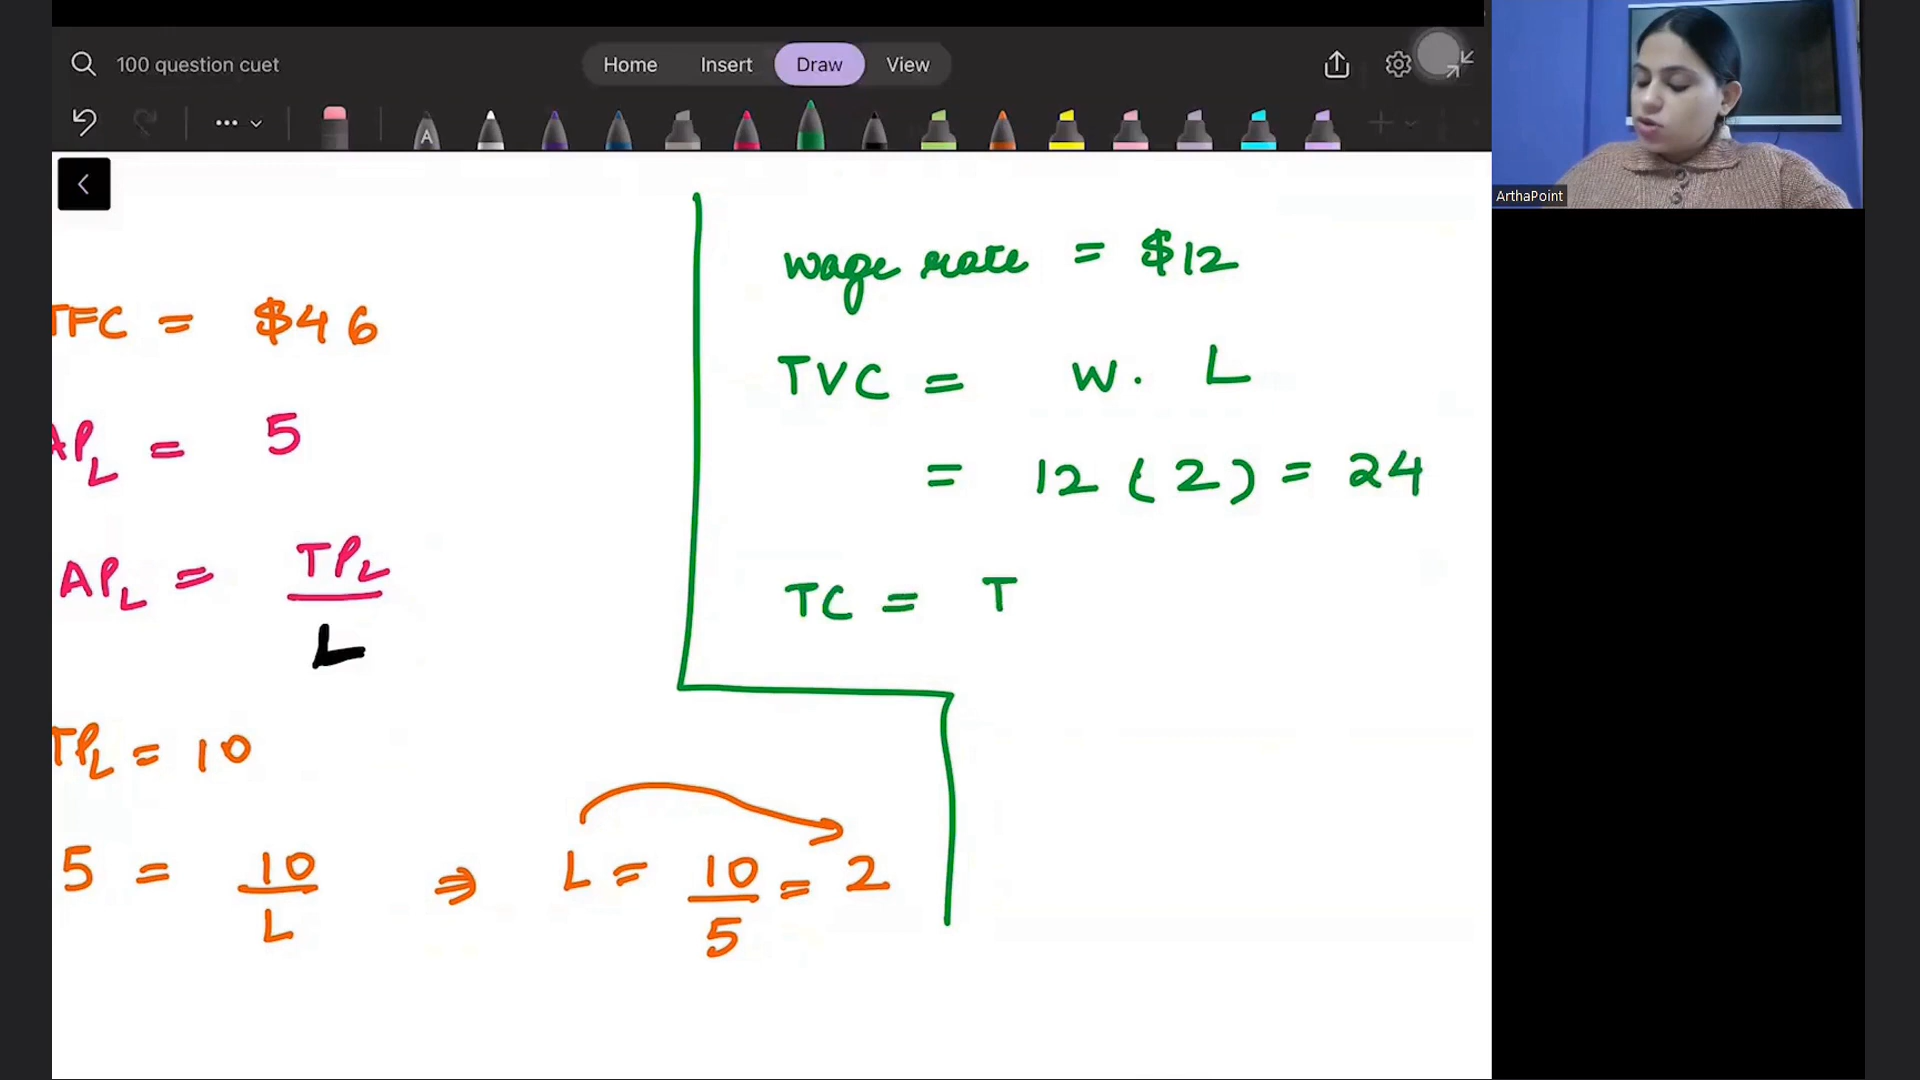 100 question cuet
Home Insert Draw View
A
ArthaPoint
TFC = $46
APL = 5
APL = TPL
L
TPL = 10
5 = 10
L
⇒ L = 10 = 2
5
wage rate = $12
TVC = W. L
= 12 (2) = 24
TC = T